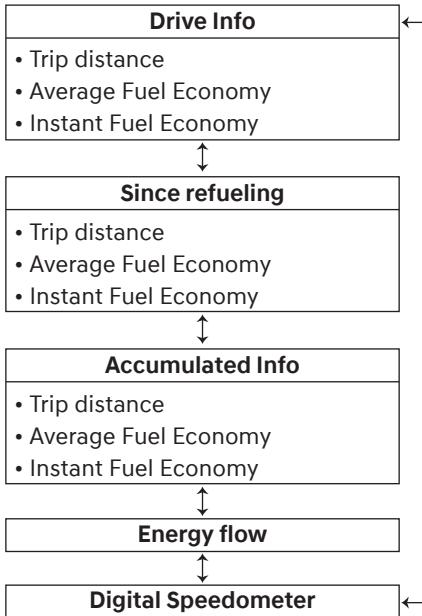 Drive Info
• Trip distance
• Average Fuel Economy
• Instant Fuel Economy
Since refueling
• Trip distance
• Average Fuel Economy
• Instant Fuel Economy
Accumulated Info
• Trip distance
• Average Fuel Economy
• Instant Fuel Economy
Energy flow
Digital Speedometer